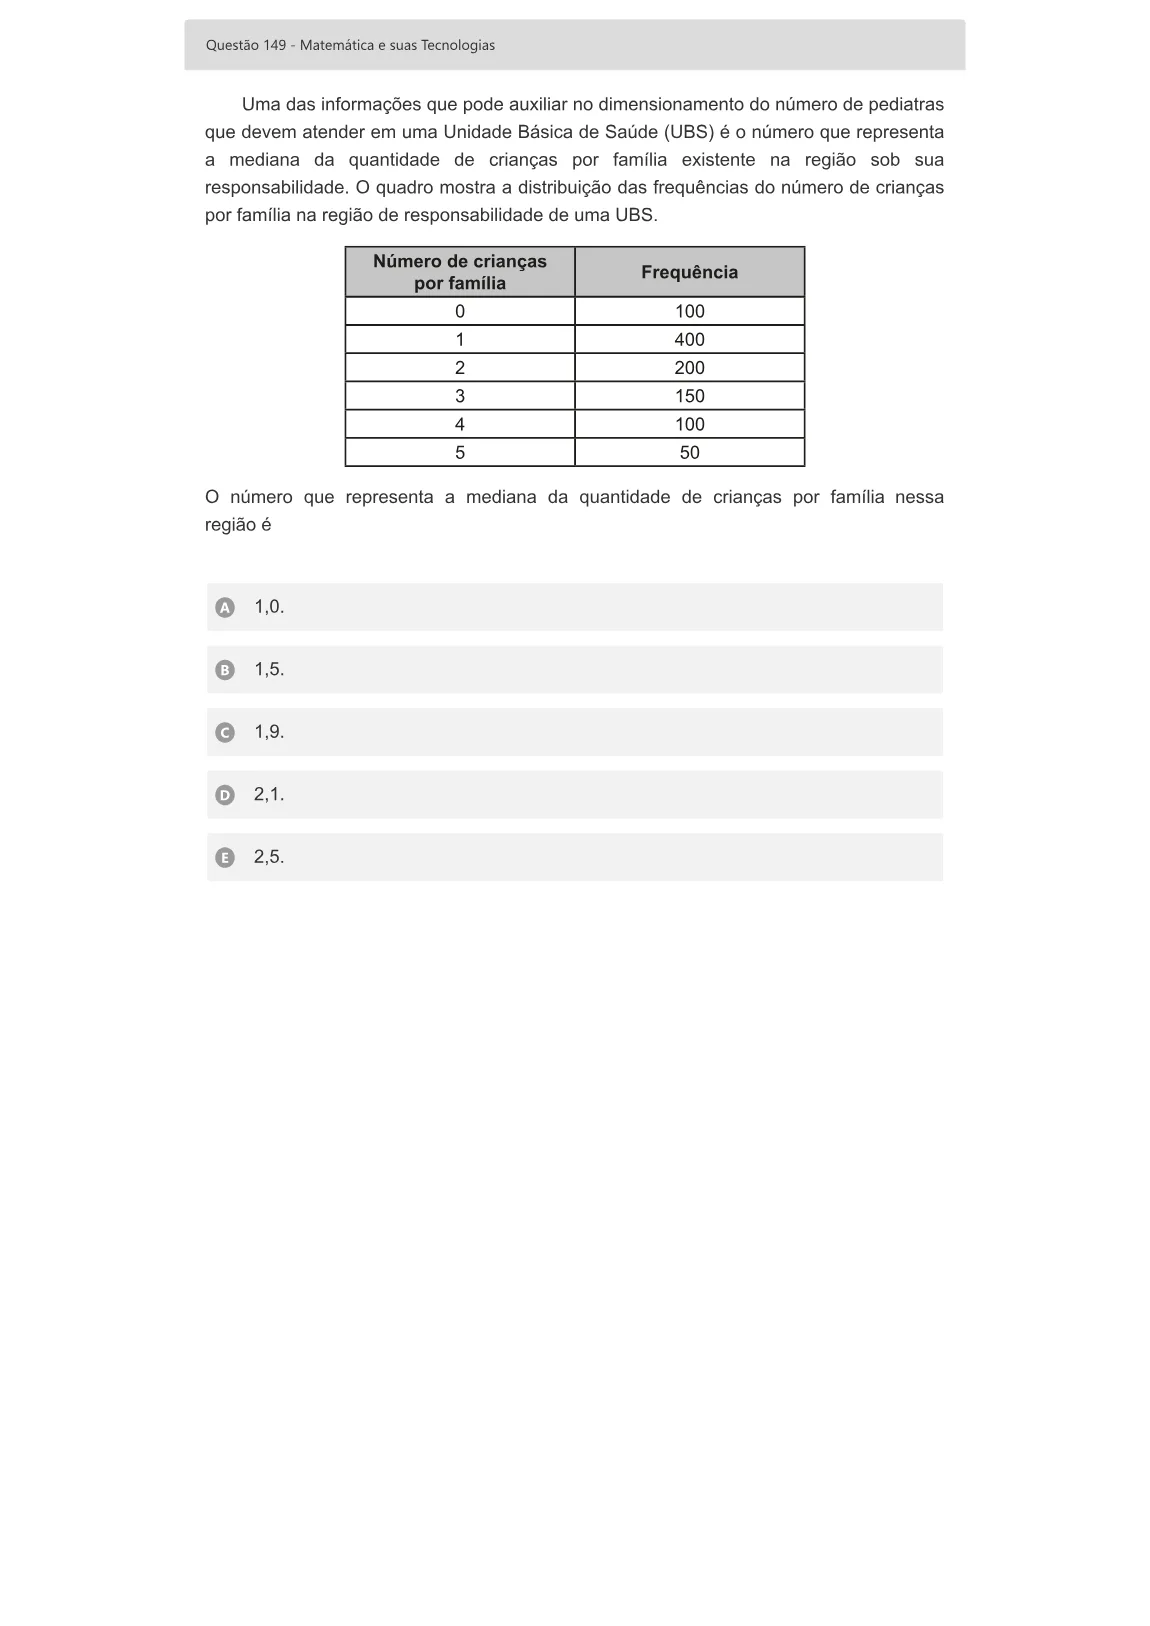 Questão 149 - Matemática e suas Tecnologias
Uma das informações que pode auxiliar no dimensionamento do número de pediatras
que devem atender em uma Unidade Básica de Saúde (UBS) é o número que representa
a mediana da quantidade de crianças por família existente na região sob sua
responsabilidade. O quadro mostra a distribuição das frequências do número de crianças
por família na região de responsabilidade de uma UBS.
Número de crianças
por família
Frequência
0 100
1 400
2 200
3 150
4 100
5 50
O número que representa a mediana da quantidade de crianças por família nessa
região é
A 1,0.
B 1,5.
C 1,9.
D 2,1.
E 2,5.